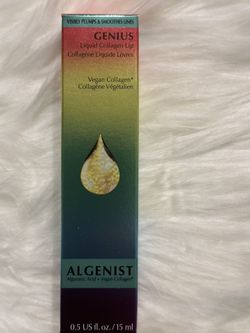 VISIBLY PLUMPS & SMOOTHES LINES
GENIUS
Liquid Collagen Lip
Collagène Liquide Lèvres
Vegan Collagen*
Collagène Végétalien
ALGENIST
Alguronic Acid + Vegan Collagen*
0.5 US fl. oz. / 15 ml